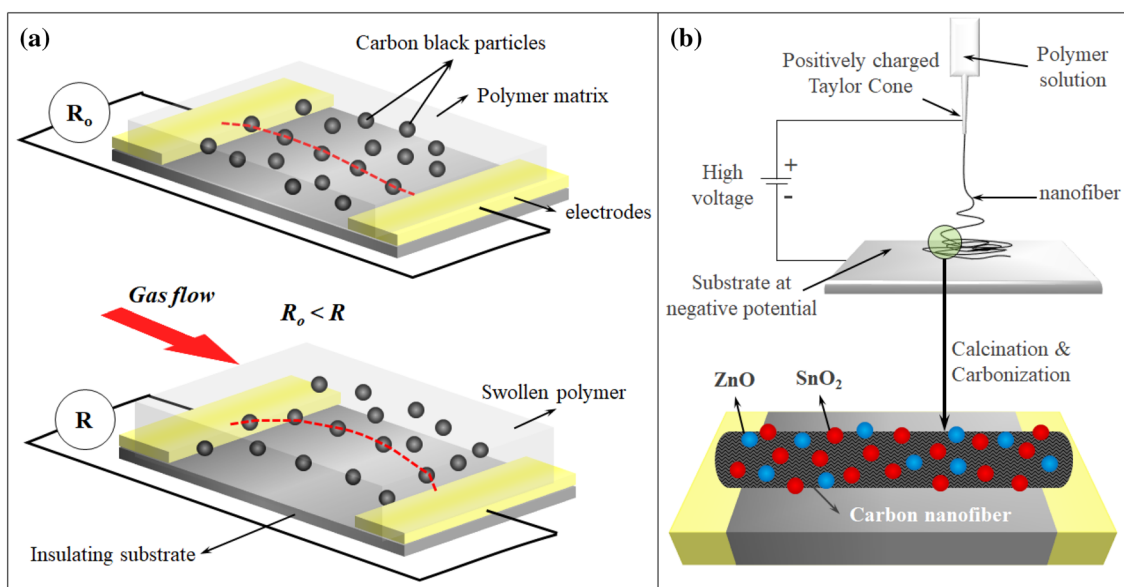 (a)
Carbon black particles
Polymer matrix
Rₒ
electrodes
Gas flow
Rₒ < R
Swollen polymer
R
Insulating substrate
(b)
Positively charged
Taylor Cone
Polymer
solution
High
voltage
+
-
nanofiber
Substrate at
negative potential
Calcination &
Carbonization
ZnO
SnO₂
Carbon nanofiber